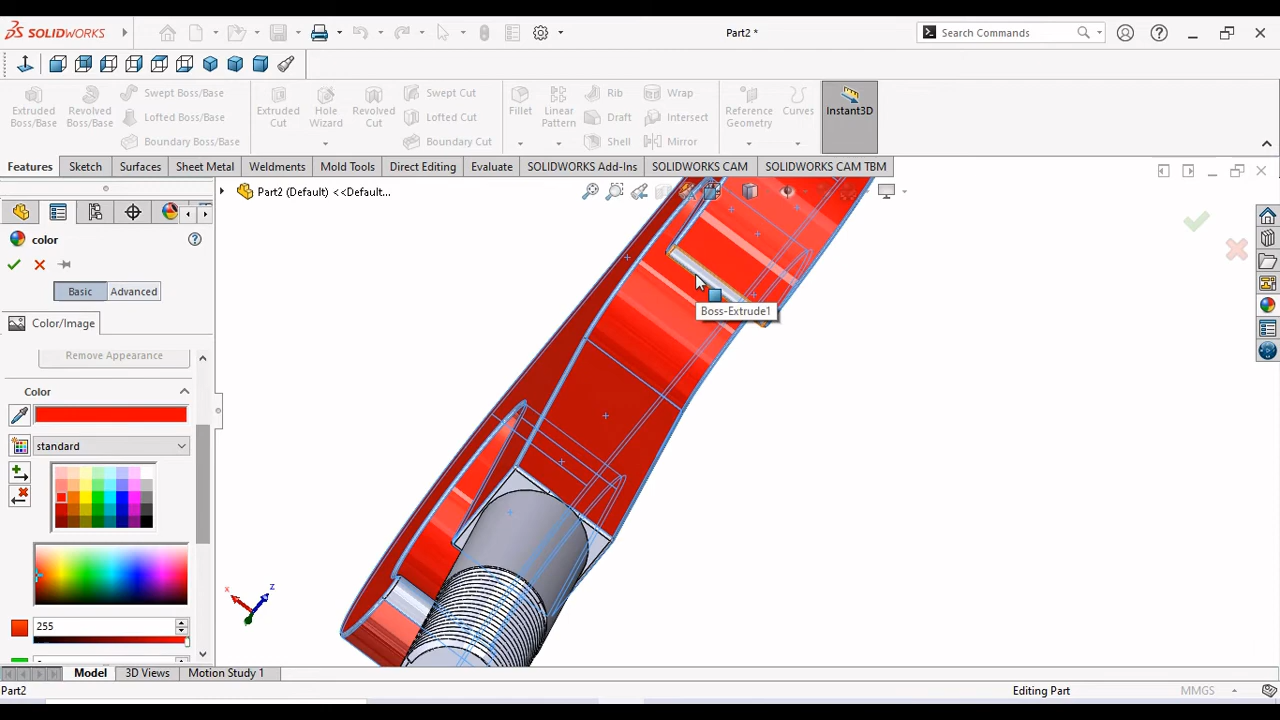 SOLIDWORKS
Part2 *
Search Commands
Extruded Boss/Base
Revolved Boss/Base
Swept Boss/Base
Lofted Boss/Base
Boundary Boss/Base
Extruded Cut
Hole Wizard
Revolved Cut
Swept Cut
Lofted Cut
Boundary Cut
Fillet
Linear Pattern
Rib
Draft
Shell
Wrap
Intersect
Mirror
Reference Geometry
Curves
Instant3D
Features
Sketch
Surfaces
Sheet Metal
Weldments
Mold Tools
Direct Editing
Evaluate
SOLIDWORKS Add-Ins
SOLIDWORKS CAM
SOLIDWORKS CAM TBM
Part2 (Default) <<Default...
color
Basic
Advanced
Color/Image
Remove Appearance
Color
standard
255
Boss-Extrude1
x
z
Model
3D Views
Motion Study 1
Part2
Editing Part
MMGS